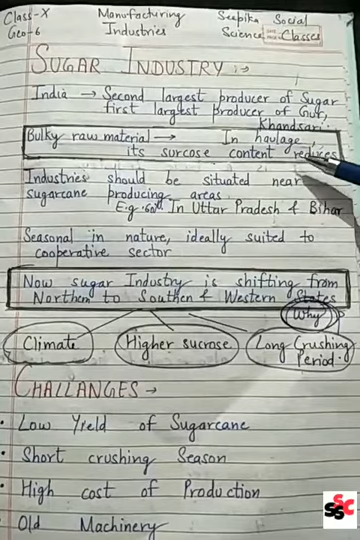 Class-X Manufacturing Seepika Social
Geo-6 Industries Science Classes
SUGAR INDUSTRY :→
India → Second largest producer of Sugar
first largest producer of Gur,
Khandsari.
Bulky raw material → In haulage,
its surcose content reduces
Industries should be situated near
sugarcane producing areas.
E.g. :- 60% In Uttar Pradesh & Bihar
Seasonal in nature, ideally suited to
cooperative sector
Now sugar Industry is shifting from
Northern to Southern & Western States
Why
Climate Higher sucrose Long Crushing
Period.
CHALLANGES →
• Low Yield of Sugarcane
• Short crushing Season
• High cost of Production
• Old Machinery
SSC